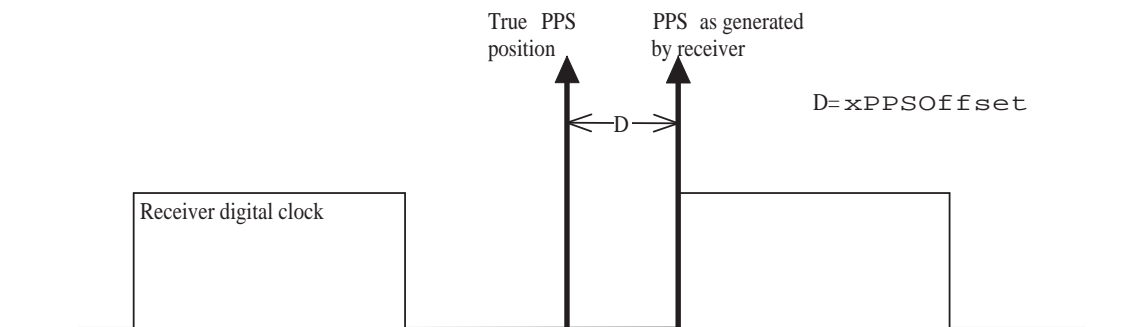 True PPS
position
PPS as generated
by receiver
D=xPPSOffset
D
Receiver digital clock